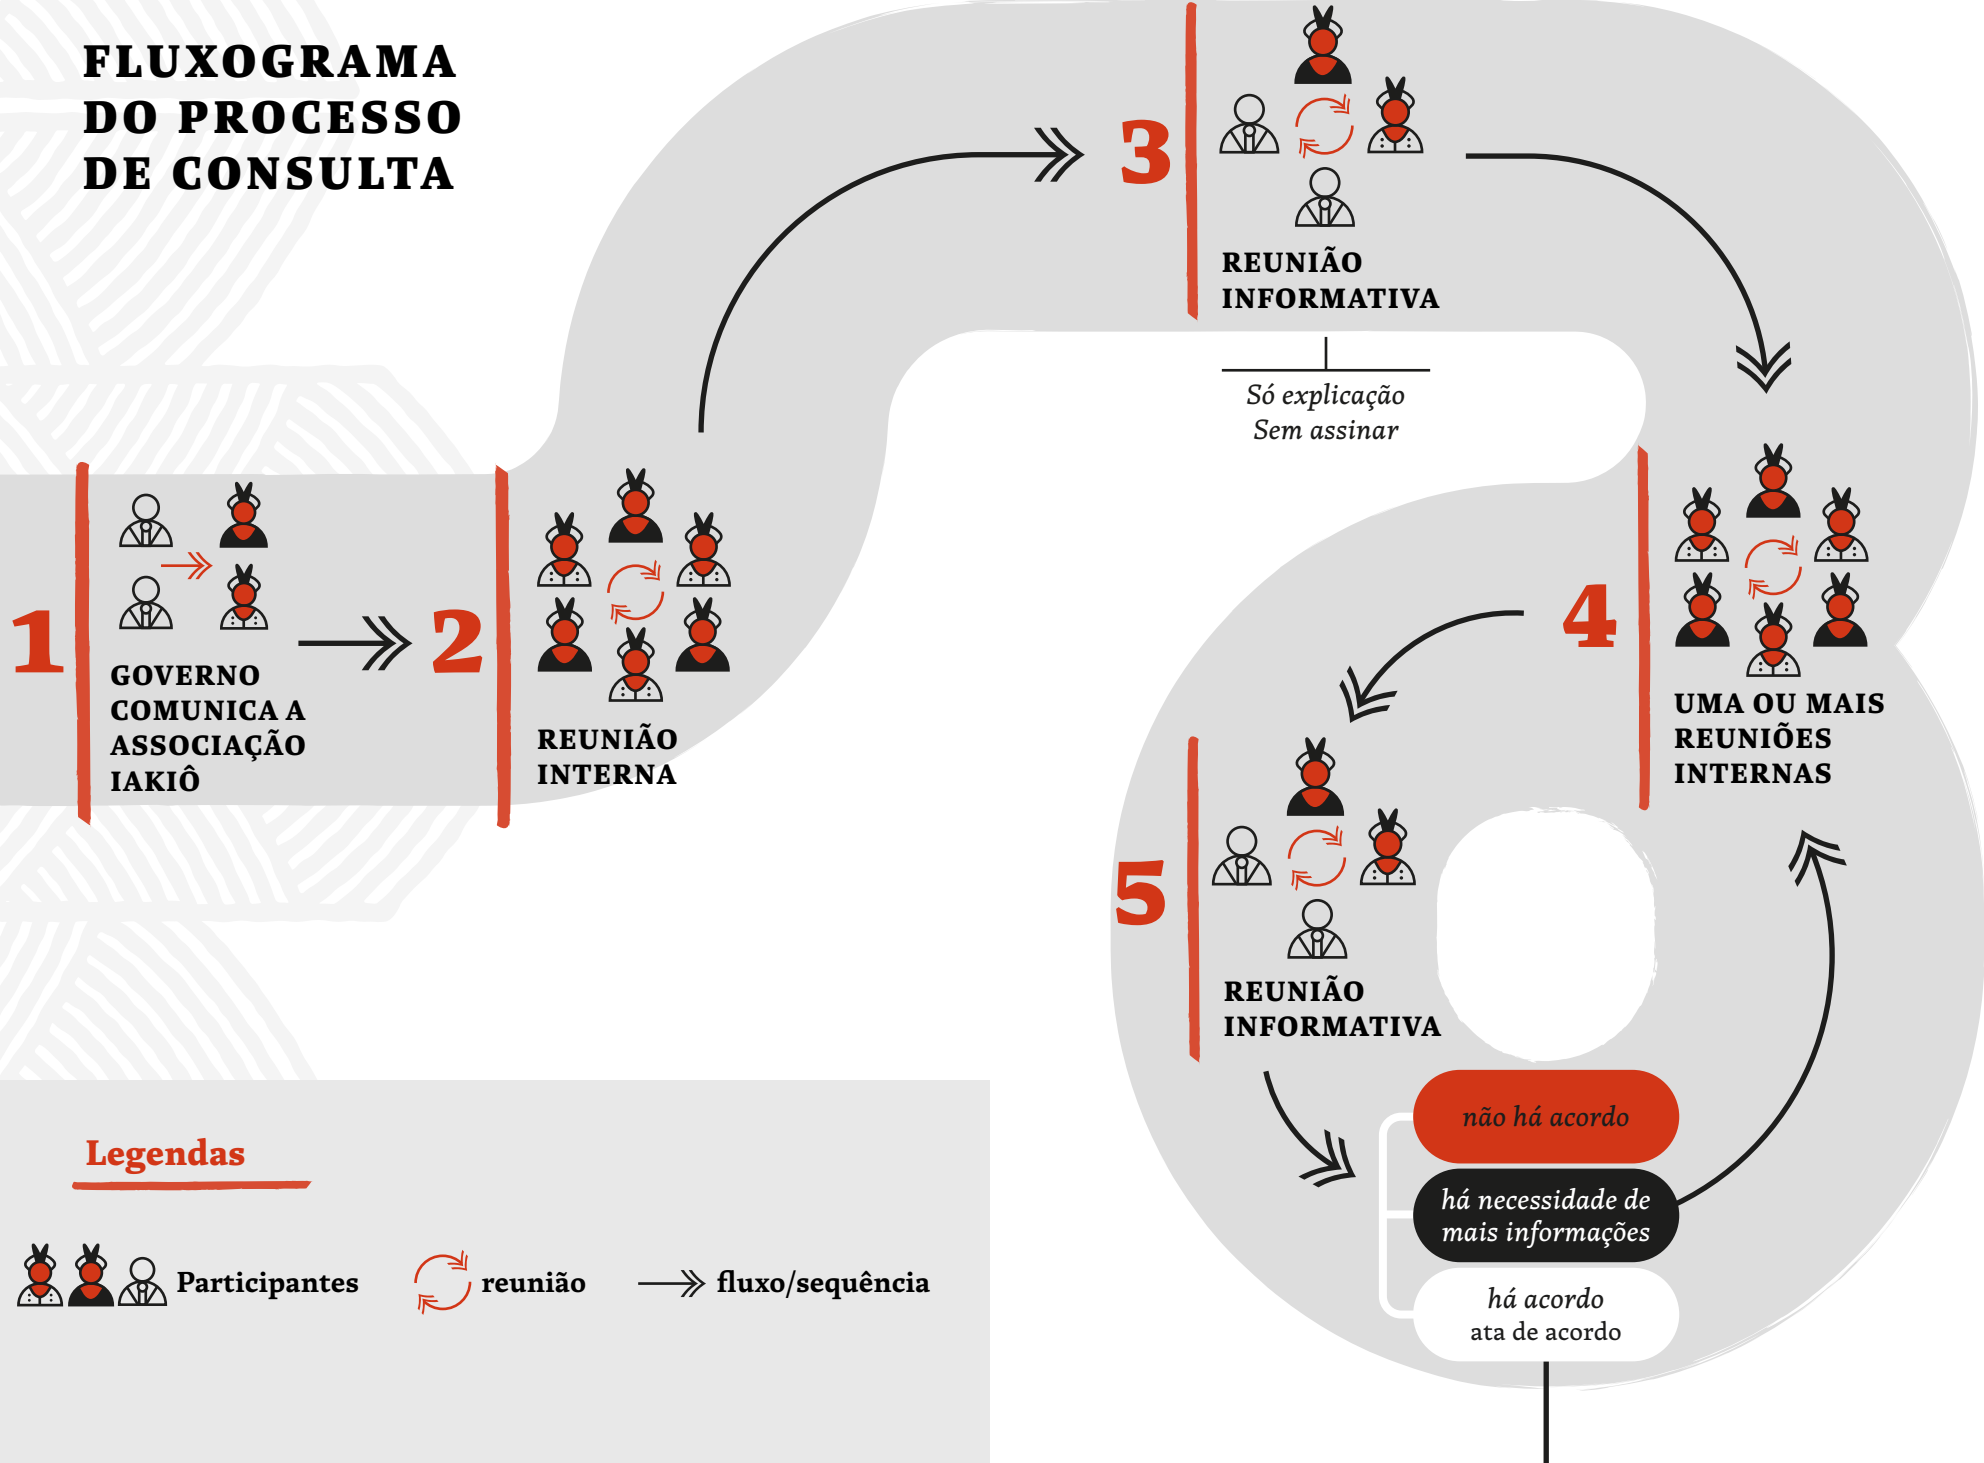 FLUXOGRAMA
DO PROCESSO
DE CONSULTA
1
GOVERNO
COMUNICA A
ASSOCIAÇÃO
IAKIÔ
2
REUNIÃO
INTERNA
3
REUNIÃO
INFORMATIVA
Só explicação
Sem assinar
4
UMA OU MAIS
REUNIÕES
INTERNAS
5
REUNIÃO
INFORMATIVA
não há acordo
há necessidade de
mais informações
há acordo
ata de acordo
Legendas
Participantes
reunião
fluxo/sequência